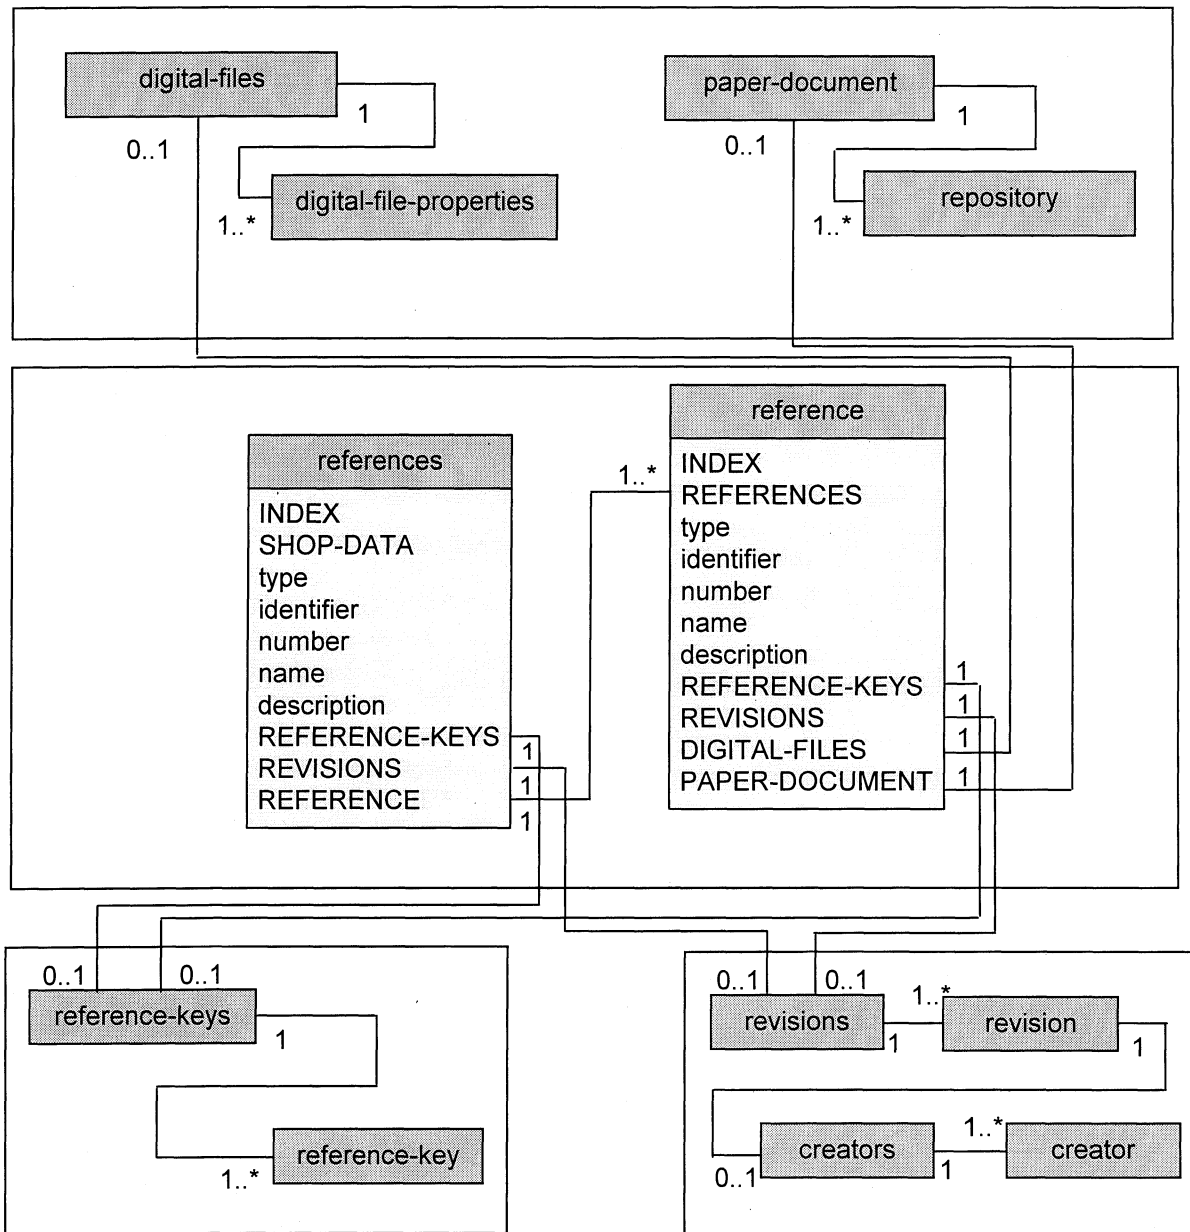 digital-files
1
0..1
digital-file-properties
1..*
paper-document
1
0..1
repository
1..*
references
INDEX
SHOP-DATA
type
identifier
number
name
description
REFERENCE-KEYS
1
REVISIONS
1
REFERENCE
1
reference
1..*
INDEX
REFERENCES
type
identifier
number
name
description
REFERENCE-KEYS
1
REVISIONS
1
DIGITAL-FILES
1
PAPER-DOCUMENT
1
0..1
0..1
reference-keys
1
reference-key
1..*
0..1
0..1
revisions
1
1..*
revision
1
creators
0..1
1
1..*
creator